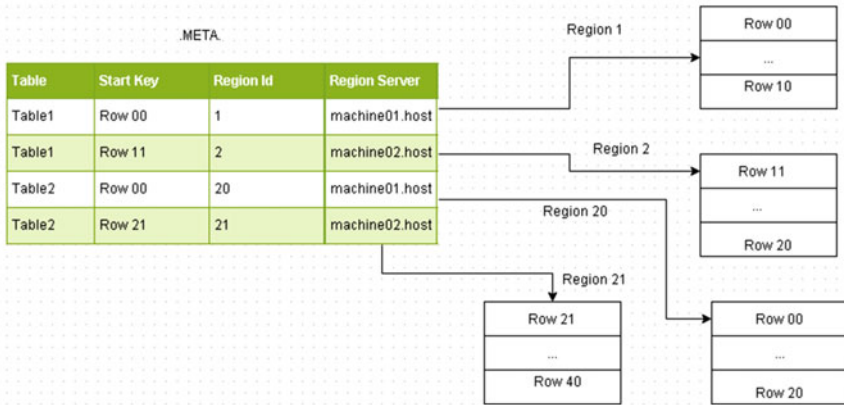 .META.
Table Start Key Region Id Region Server
Table1 Row 00 1 machine01.host
Table1 Row 11 2 machine02.host
Table2 Row 00 20 machine01.host
Table2 Row 21 21 machine02.host
Region 1
Row 00
...
Row 10
Region 2
Row 11
...
Row 20
Region 20
Row 00
...
Row 20
Region 21
Row 21
...
Row 40